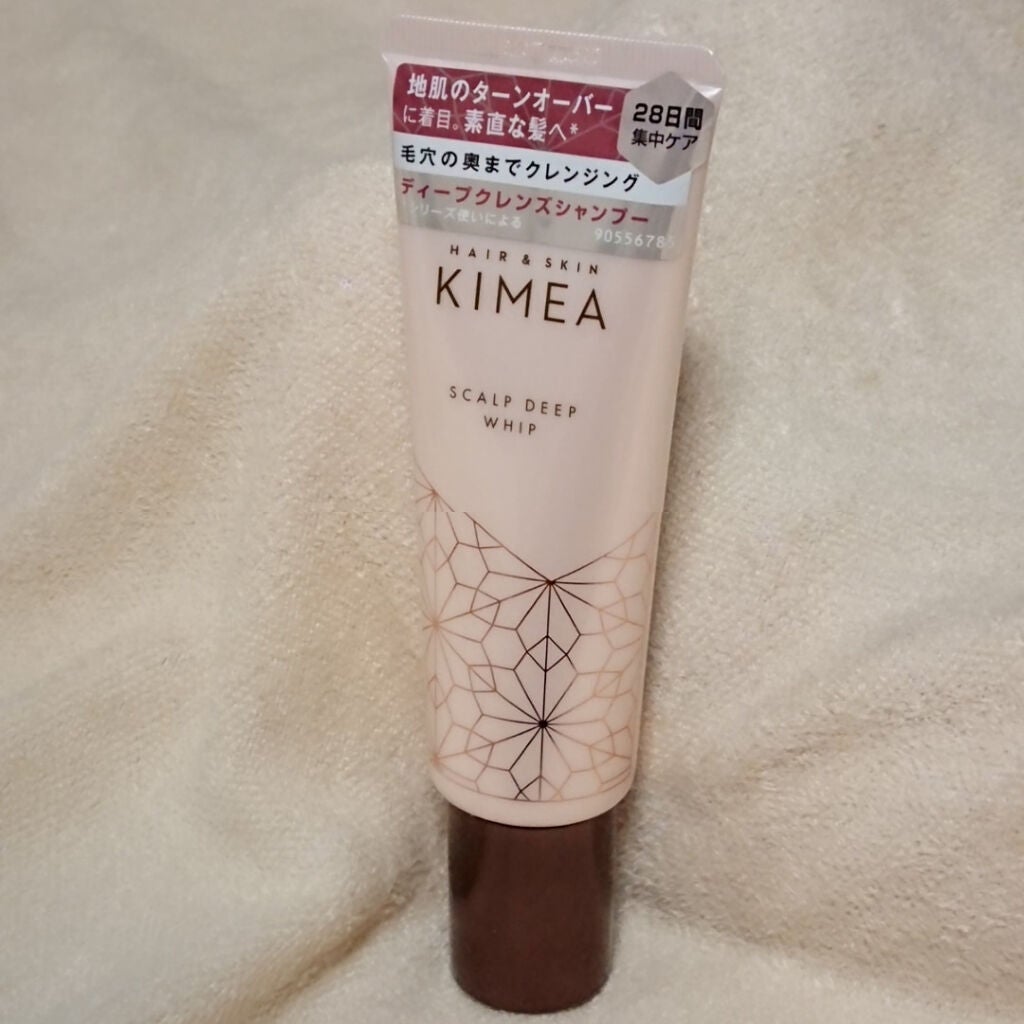 地肌のターンオーバー
に着目。素直な髪へ*
28日間
集中ケア
毛穴の奥までクレンジング
ディープクレンズシャンプー
シリーズ使いによる
9055678
HAIR & SKIN
KIMEA
SCALP DEEP
WHIP